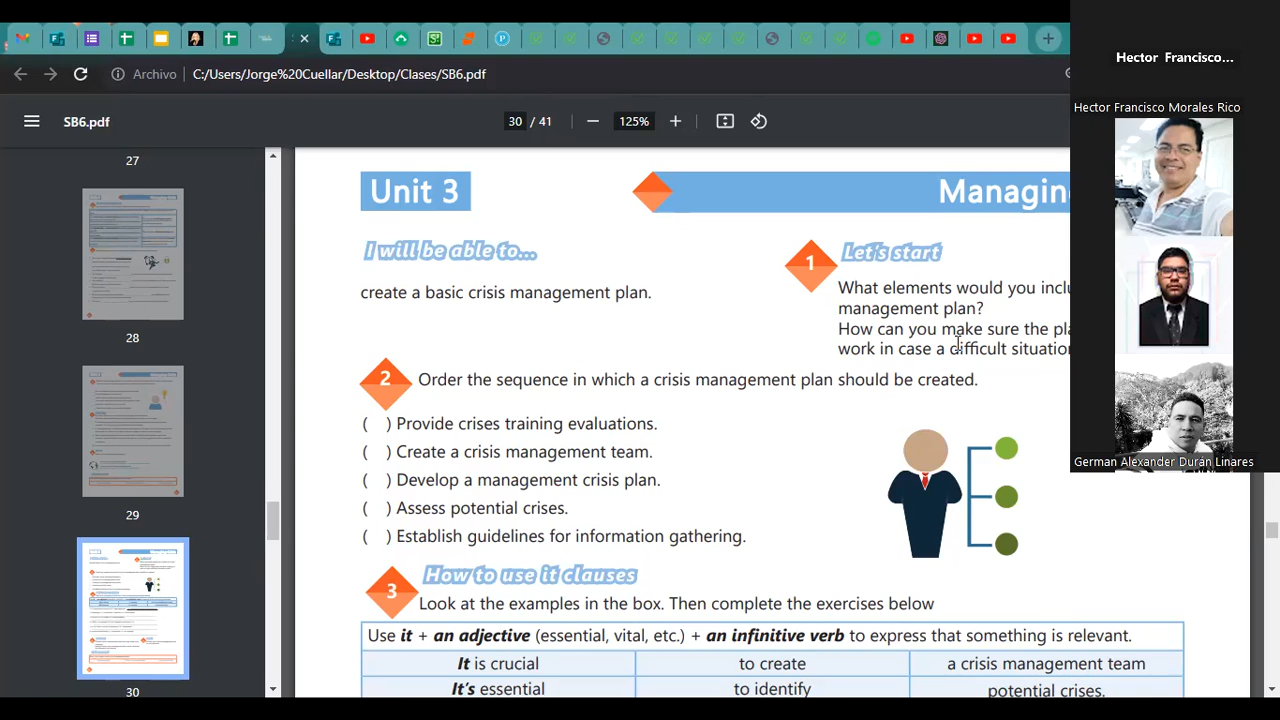 Archivo
C:/Users/Jorge%20Cuellar/Desktop/Clases/SB6.pdf
SB6.pdf
30 / 41
125%
27
28
29
30
Unit 3
Managin
I will be able to...
create a basic crisis management plan.
1
Let's start
What elements would you inclu
management plan?
How can you make sure the pla
work in case a difficult situation
2
Order the sequence in which a crisis management plan should be created.
( ) Provide crises training evaluations.
( ) Create a crisis management team.
( ) Develop a management crisis plan.
( ) Assess potential crises.
( ) Establish guidelines for information gathering.
3
How to use it clauses
Look at the examples in the box. Then complete the exercises below
Use it + an adjective (essential, vital, etc.) + an infinitive verb to express that something is relevant.
It is crucial to create a crisis management team
It's essential to identify potential crises.
Hector Francisco...
Hector Francisco Morales Rico
German Alexander Durán Linares